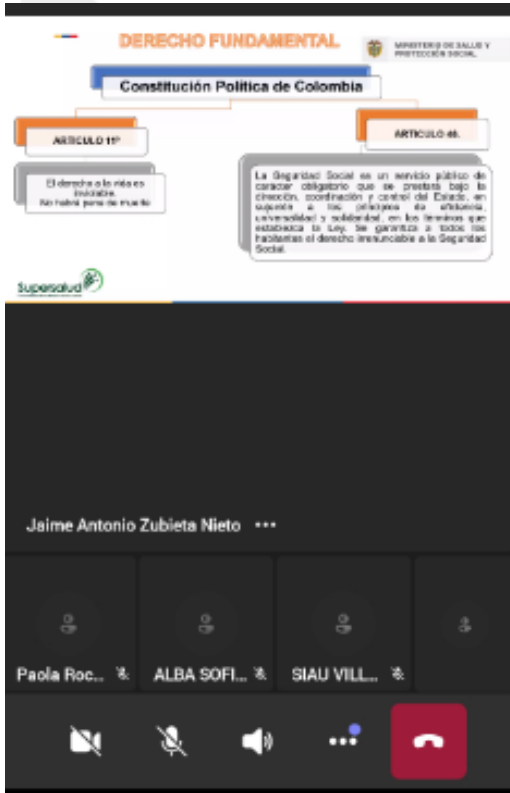 DERECHO FUNDAMENTAL
MINISTERIO DE SALUD Y
PROTECCIÓN SOCIAL
Constitución Política de Colombia
ARTICULO 11º
ARTICULO 48.
El derecho a la vida es
inviolable.
No habrá pena de muerte
La Seguridad Social es un servicio público de
carácter obligatorio que se prestará bajo la
dirección, coordinación y control del Estado, en
sujeción a los principios de eficiencia,
universalidad y solidaridad, en los términos que
establezca la Ley. Se garantiza a todos los
habitantes el derecho irrenunciable a la Seguridad
Social.
Supersalud
Jaime Antonio Zubieta Nieto
Paola Roc...
ALBA SOFI...
SIAU VILL...